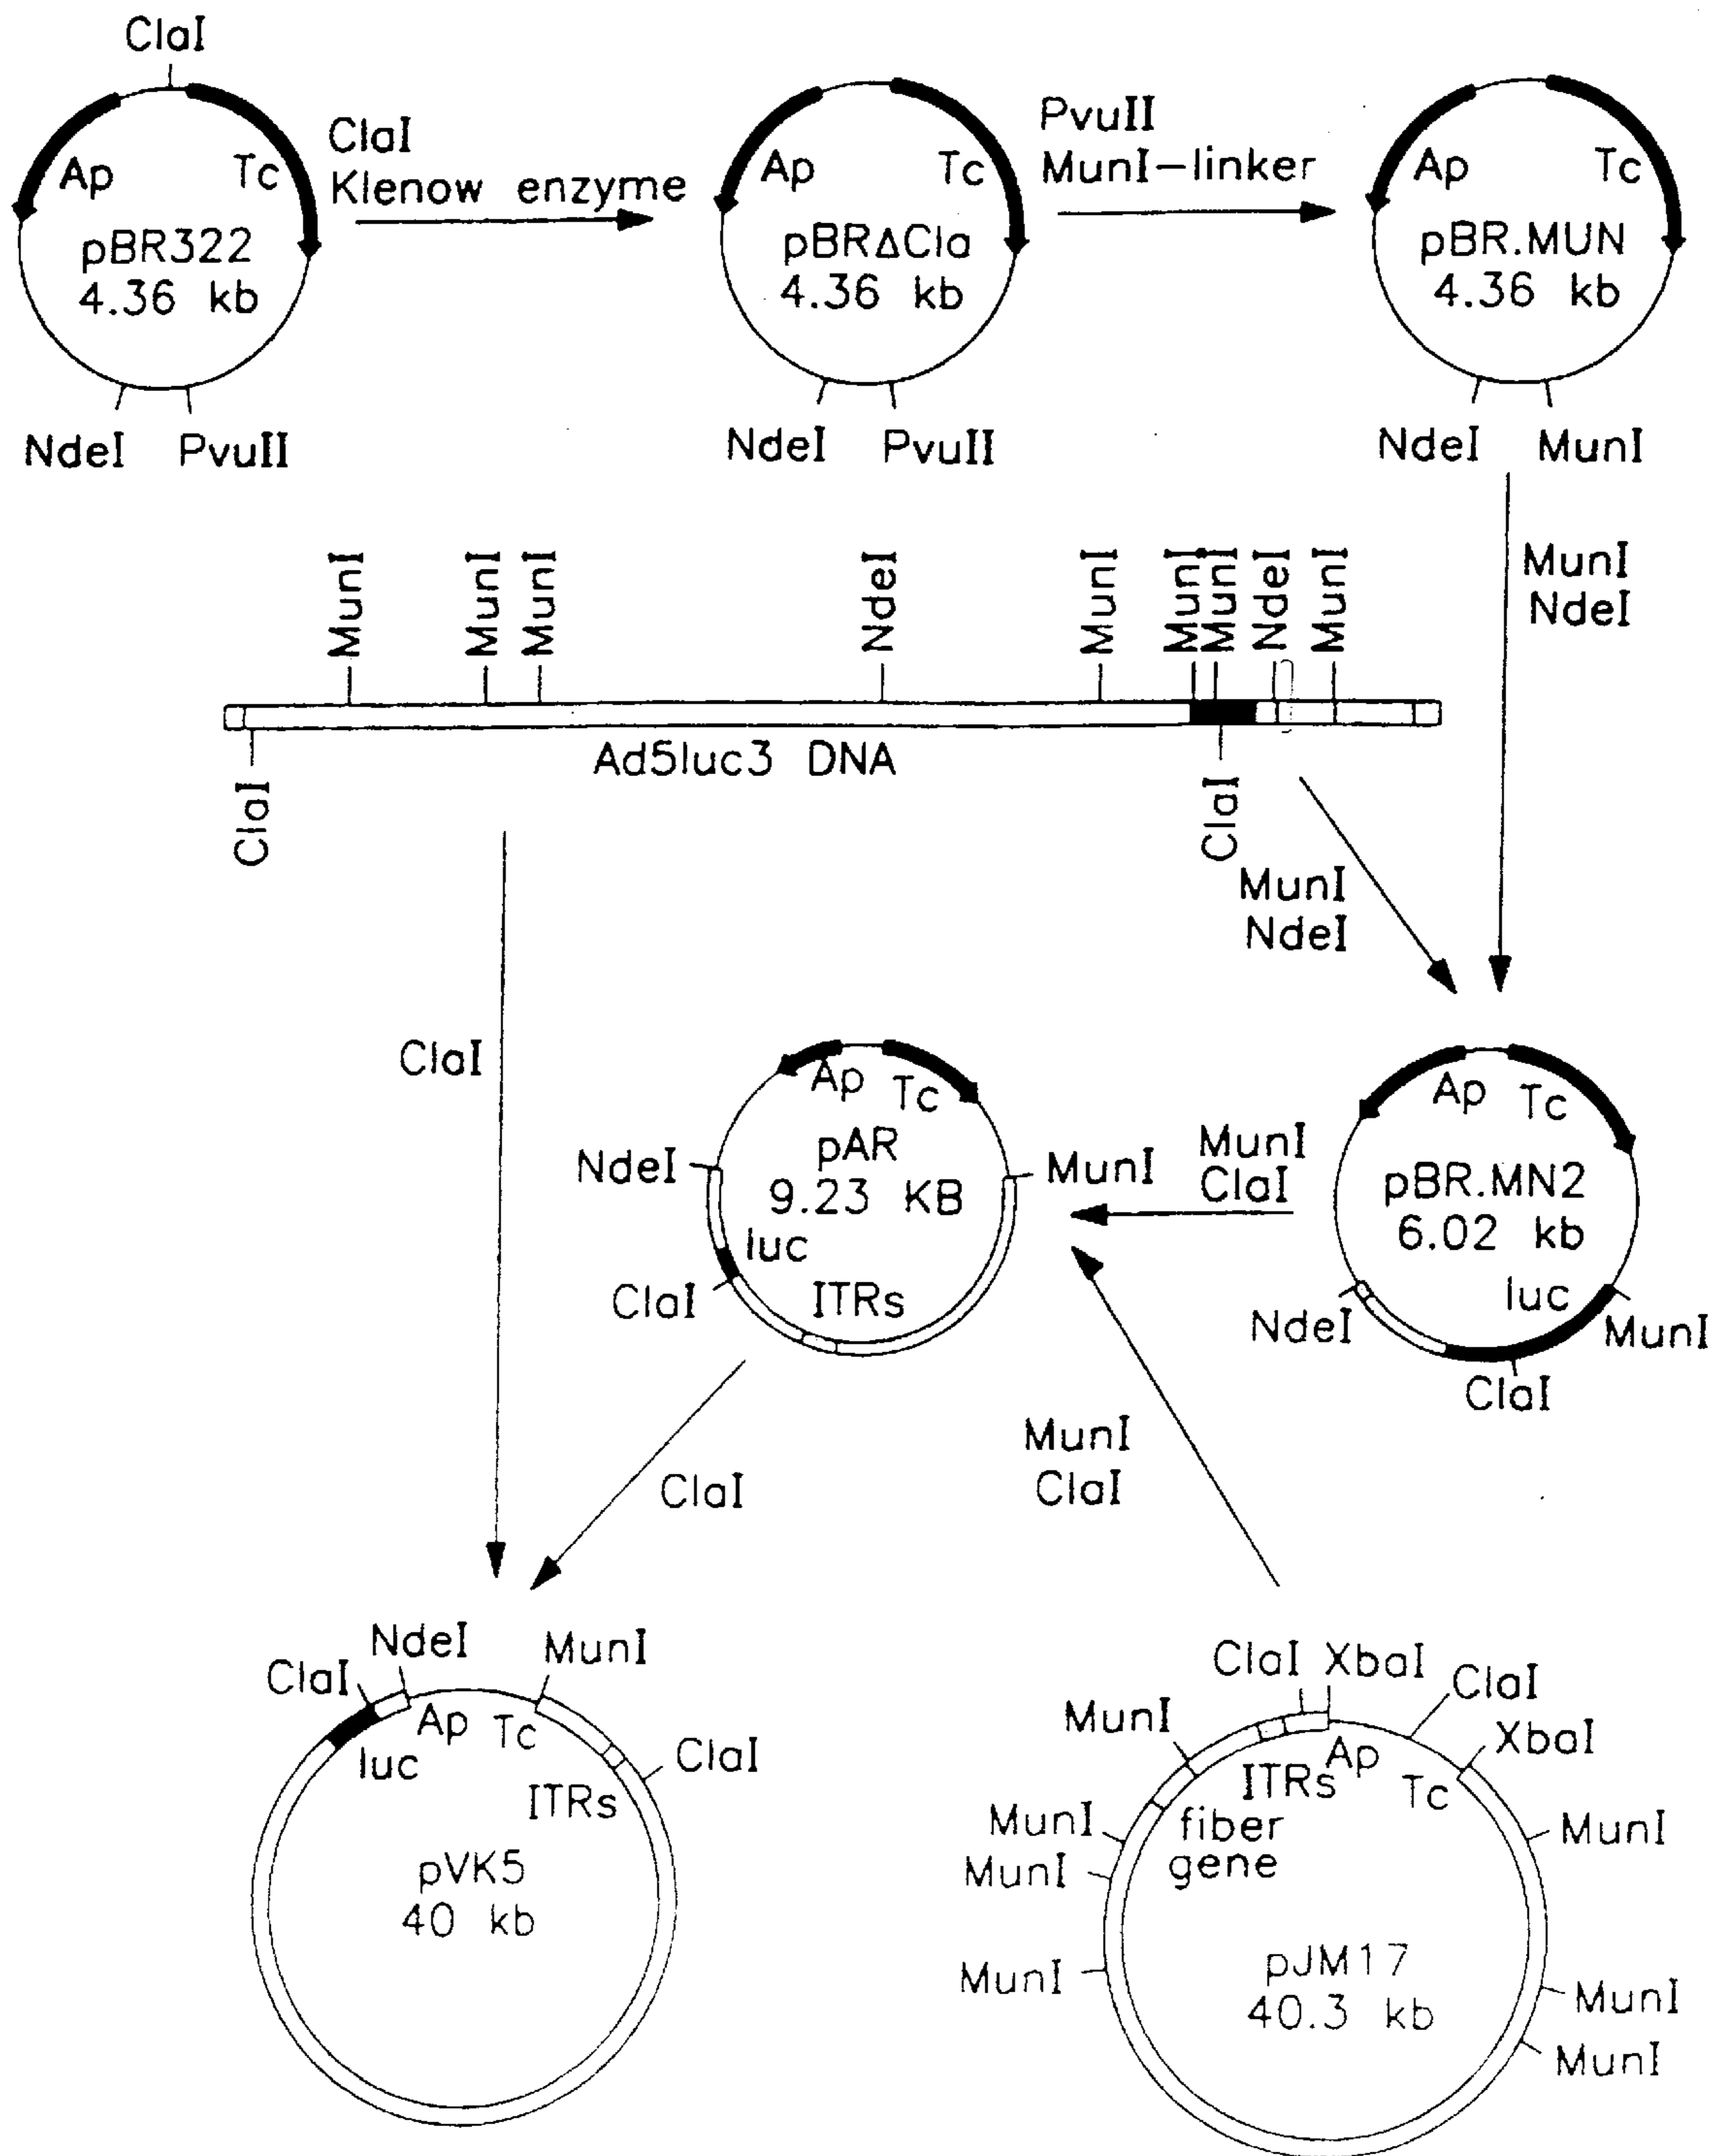 ClaI
Ap Tc
pBR322
4.36 kb
NdeI PvuII
ClaI
Klenow enzyme
Ap Tc
pBRΔCla
4.36 kb
NdeI PvuII
PvuII
MunI-linker
Ap Tc
pBR.MUN
4.36 kb
NdeI MunI
MunI
NdeI
MunI
MunI
MunI
NdeI
MunI
MunI
MunI
NdeI
MunI
Ad5luc3 DNA
ClaI
ClaI
MunI
NdeI
ClaI
Ap Tc
pAR
9.23 KB
NdeI
MunI
luc
ClaI
ITRs
MunI
ClaI
Ap Tc
pBR.MN2
6.02 kb
luc
NdeI
MunI
ClaI
ClaI
MunI
ClaI
NdeI
MunI
ClaI
Ap Tc
luc
ClaI
ITRs
pVK5
40 kb
ClaI XbaI
ClaI
MunI
XbaI
Ap
ITRs
Tc
MunI
fiber
gene
MunI
MunI
MunI
pJM17
40.3 kb
MunI
MunI